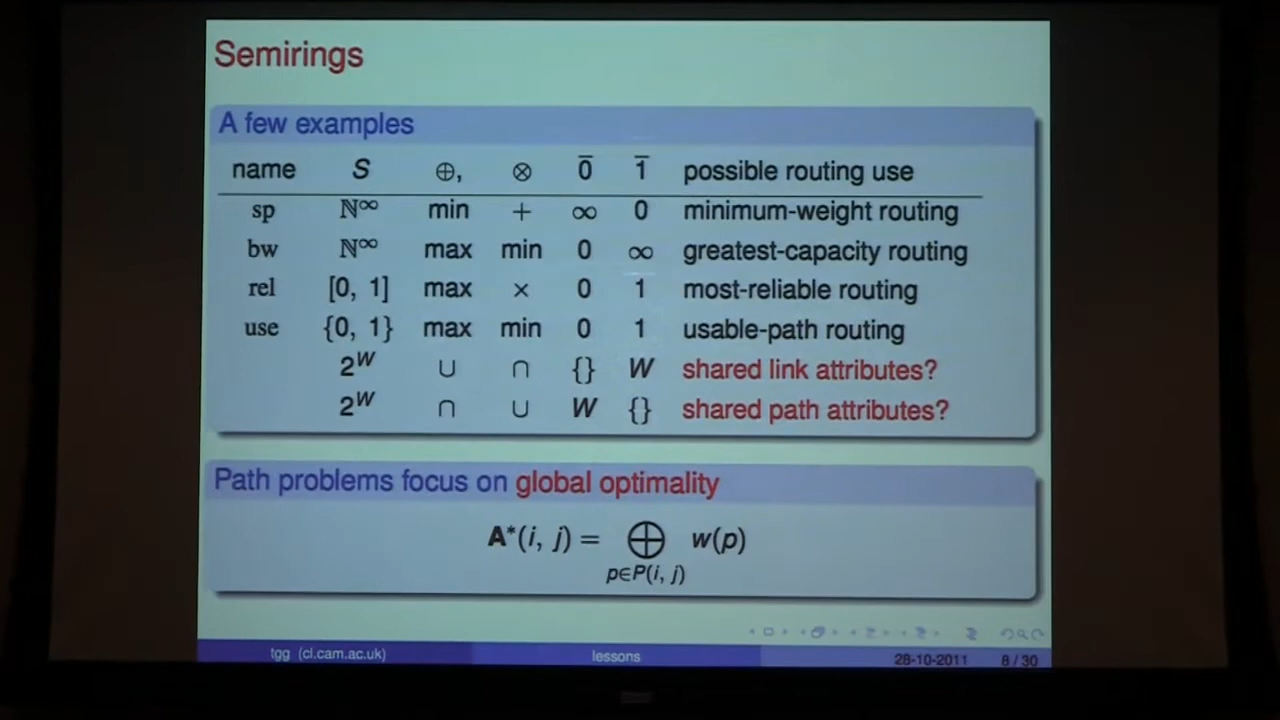 Semirings
A few examples
name S ⊕, ⊗ 0̅ 1̅ possible routing use
sp ℕ∞ min + ∞ 0 minimum-weight routing
bw ℕ∞ max min 0 ∞ greatest-capacity routing
rel [0, 1] max × 0 1 most-reliable routing
use {0, 1} max min 0 1 usable-path routing
2^W ∪ ∩ {} W shared link attributes?
2^W ∩ ∪ W {} shared path attributes?
Path problems focus on global optimality
A*(i, j) = ⊕ w(p)
p∈P(i, j)
tgg (cl.cam.ac.uk) lessons 28-10-2011 8 / 30